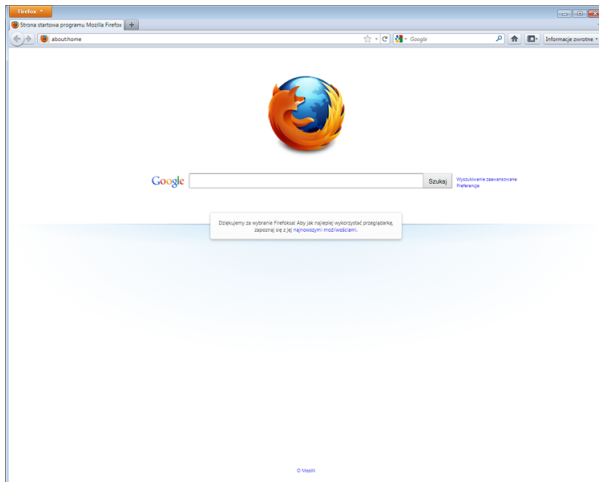 Firefox
Strona startowa programu Mozilla Firefox
about:home
Google
Informacje zwrotne
Google
Szukaj
Wyszukiwanie zaawansowane
Preferencje
Dziękujemy za wybranie Firefoksa! Aby jak najlepiej wykorzystać przeglądarkę,
zapoznaj się z jej najnowszymi możliwościami.
O Mozilli